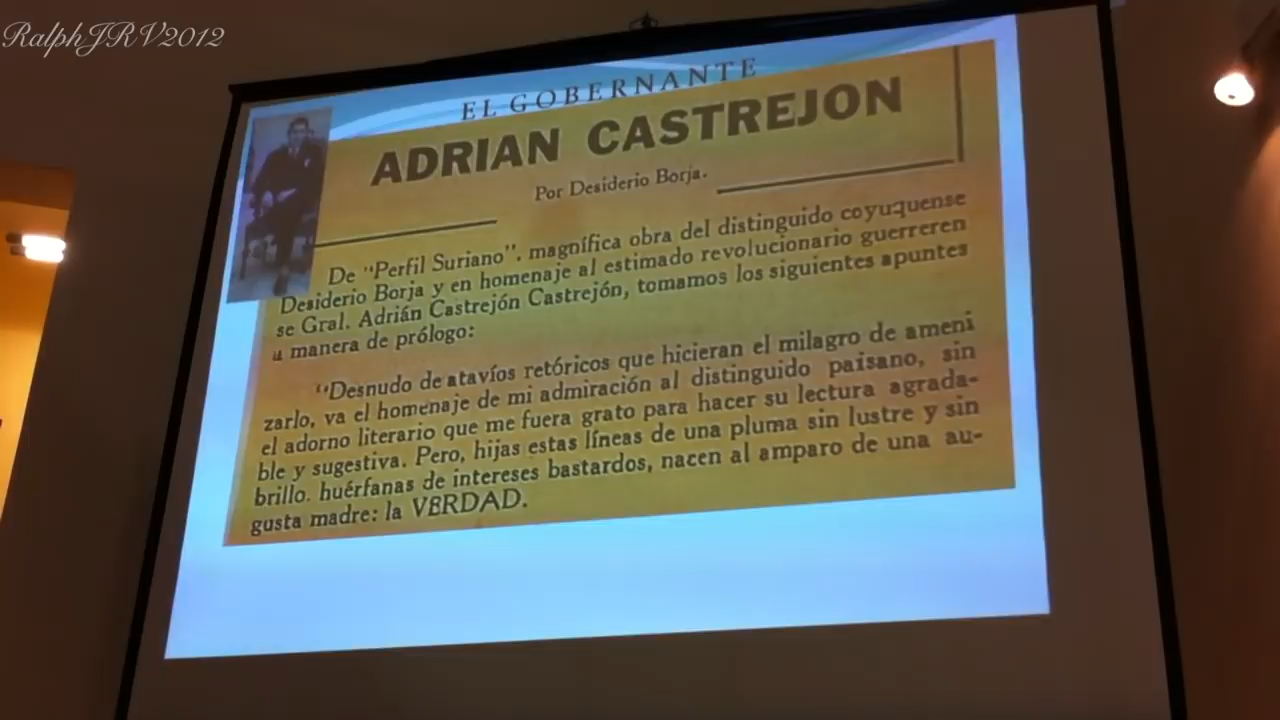 RalphJRV2012
EL GOBERNANTE
ADRIAN CASTREJON
Por Desiderio Borja.
De "Perfil Suriano", magnífica obra del distinguido coyuquense
Desiderio Borja y en homenaje al estimado revolucionario guerreren
se Gral. Adrián Castrejón Castrejón, tomamos los siguientes apuntes
a manera de prólogo:
"Desnudo de atavíos retóricos que hicieran el milagro de ameni
zarlo, va el homenaje de mi admiración al distinguido paisano, sin
el adorno literario que me fuera grato para hacer su lectura agrada-
ble y sugestiva. Pero, hijas estas líneas de una pluma sin lustre y sin
brillo. huérfanas de intereses bastardos, nacen al amparo de una au-
gusta madre: la VERDAD.